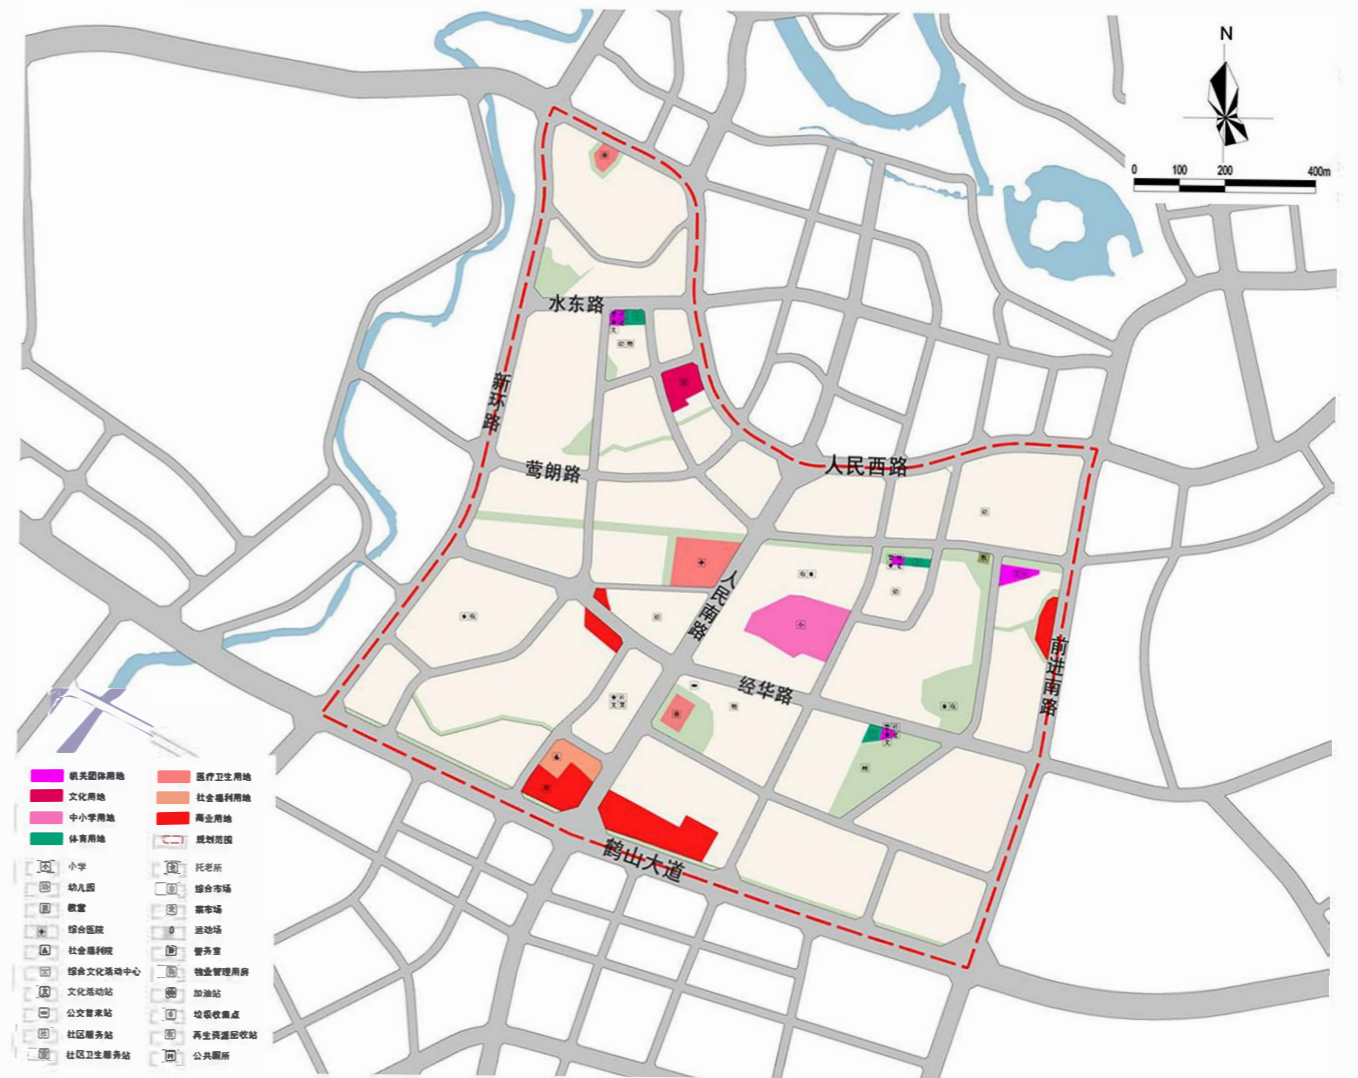 N
0 100 200 400m
水东路
新环路
莺朗路
人民西路
人民南路
前进南路
经华路
鹤山大道
小
机关团体用地 医疗卫生用地
文化用地 社会福利用地
中小学用地 商业用地
体育用地 规划范围
小学 托老所
幼儿园 综合市场
教堂 菜市场
综合医院 运动场
社会福利院 警务室
综合文化活动中心 物业管理用房
文化活动站 加油站
公交首末站 垃圾收集点
社区服务站 再生资源回收站
社区卫生服务站 公共厕所